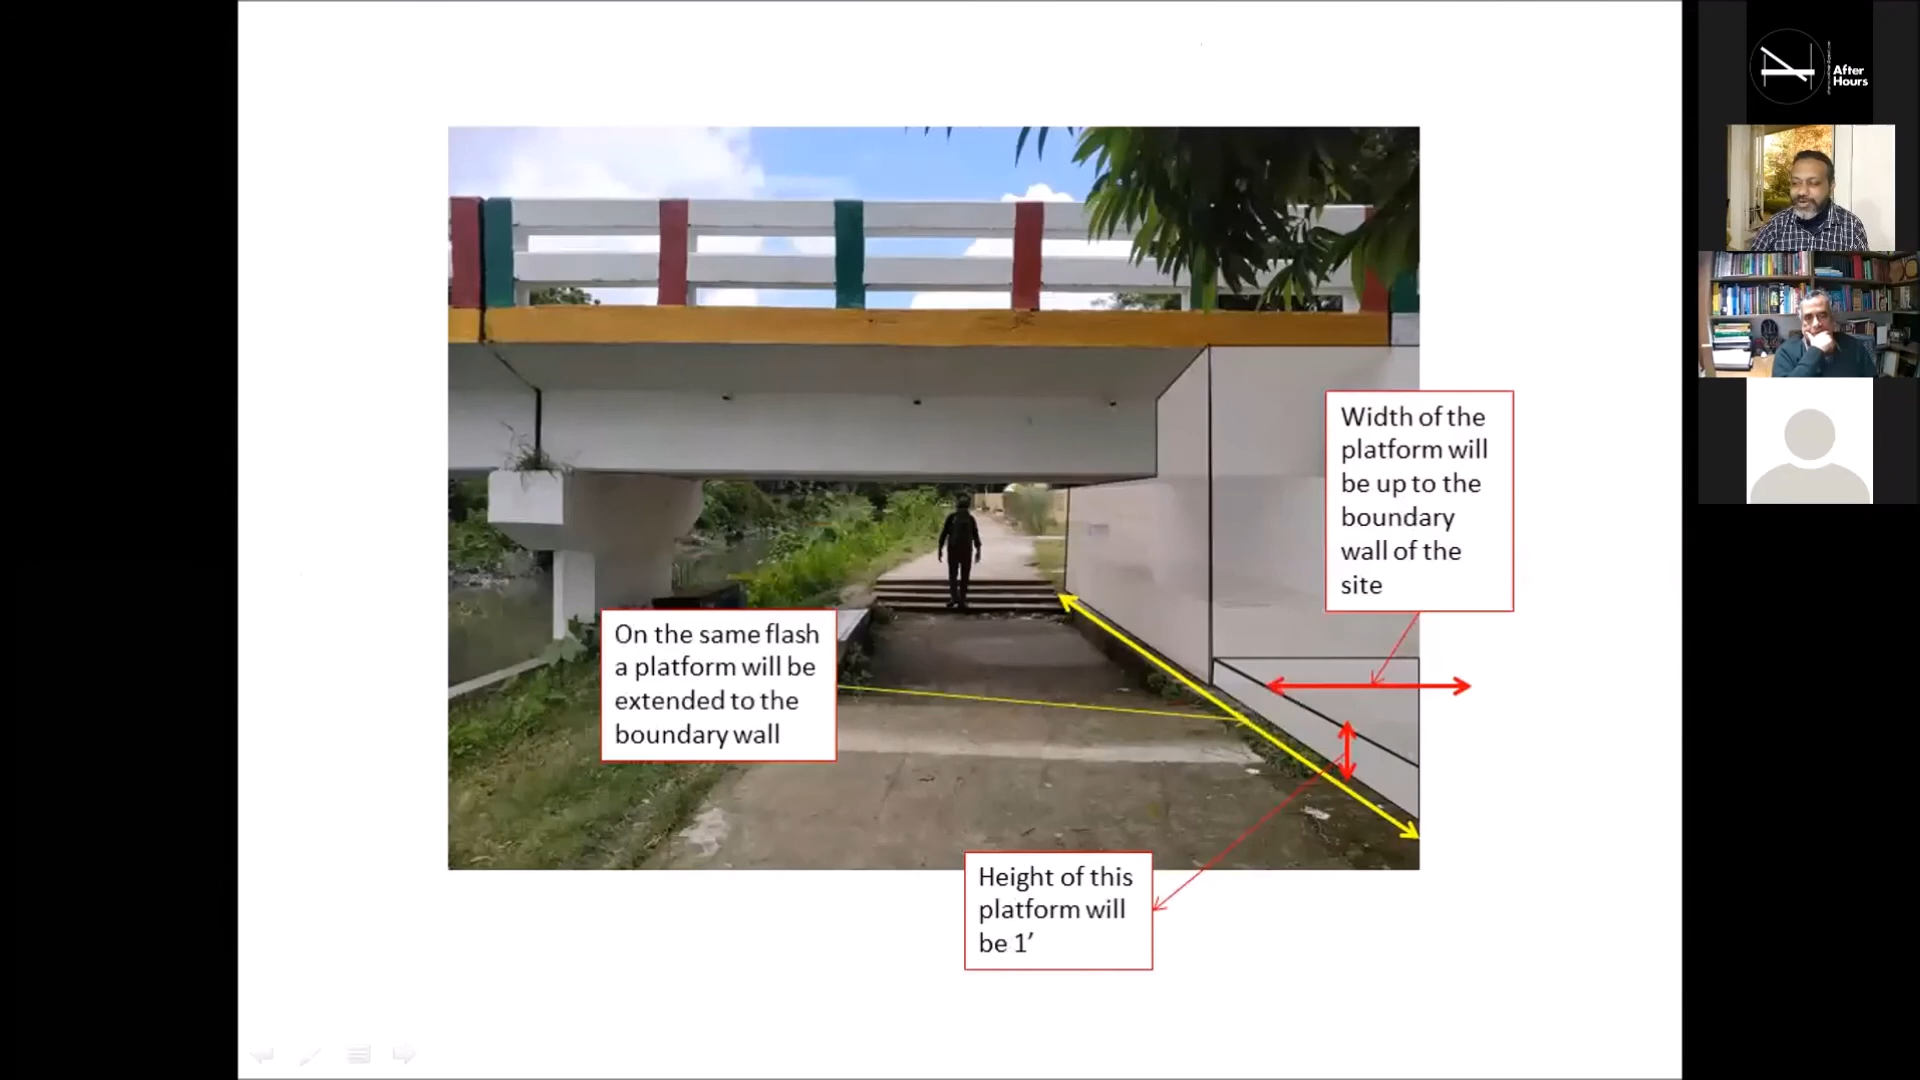 After
Hours
Width of the
platform will
be up to the
boundary
wall of the
site
On the same flash
a platform will be
extended to the
boundary wall
Height of this
platform will
be 1’